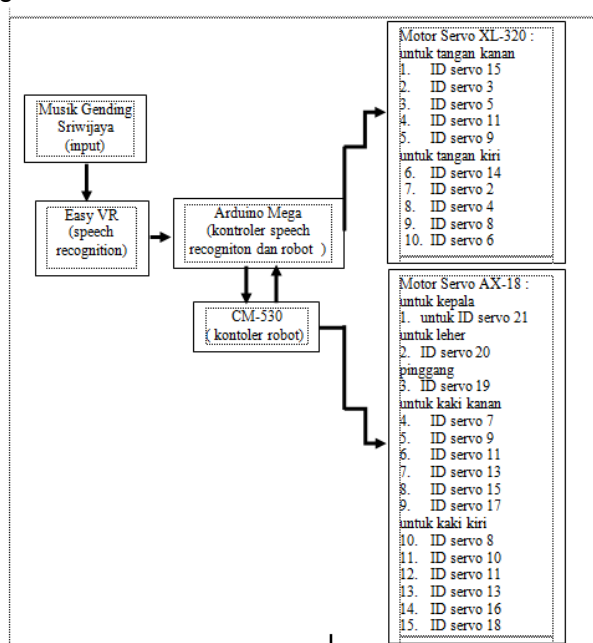 Musik Gending
Sriwijaya
(input)
Easy VR
(speech
recognition)
Arduino Mega
(kontroler speech
recogniton dan robot )
CM-530
( kontoler robot)
Motor Servo XL-320 :
untuk tangan kanan
1. ID servo 15
2. ID servo 3
3. ID servo 5
4. ID servo 11
5. ID servo 9
untuk tangan kiri
6. ID servo 14
7. ID servo 2
8. ID servo 4
9. ID servo 8
10. ID servo 6
Motor Servo AX-18 :
untuk kepala
1. untuk ID servo 21
untuk leher
2. ID servo 20
pinggang
3. ID servo 19
untuk kaki kanan
4. ID servo 7
5. ID servo 9
6. ID servo 11
7. ID servo 13
8. ID servo 15
9. ID servo 17
untuk kaki kiri
10. ID servo 8
11. ID servo 10
12. ID servo 11
13. ID servo 13
14. ID servo 16
15. ID servo 18